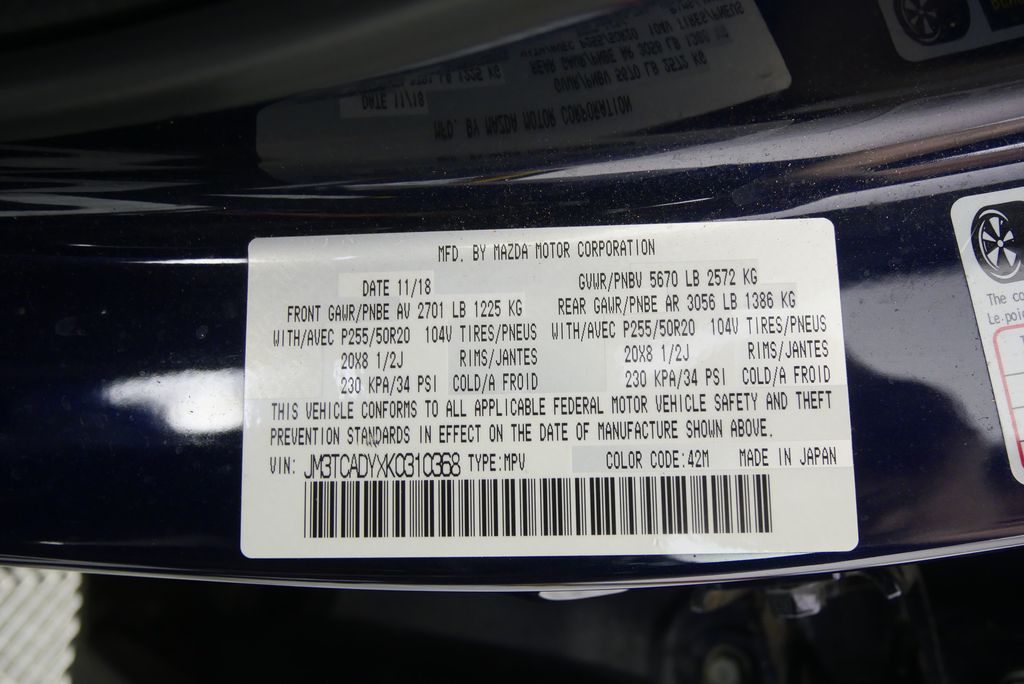 MFD. BY MAZDA MOTOR CORPORATION
DATE 11/18 GVWR/PNBV 5670 LB 2572 KG
FRONT GAWR/PNBE AV 2701 LB 1225 KG REAR GAWR/PNBE AR 3056 LB 1386 KG
WITH/AVEC P255/50R20 104V TIRES/PNEUS WITH/AVEC P255/50R20 104V TIRES/PNEUS
20X8 1/2J RIMS/JANTES 20X8 1/2J RIMS/JANTES
230 KPA/34 PSI COLD/A FROID 230 KPA/34 PSI COLD/A FROID
THIS VEHICLE CONFORMS TO ALL APPLICABLE FEDERAL MOTOR VEHICLE SAFETY AND THEFT
PREVENTION STANDARDS IN EFFECT ON THE DATE OF MANUFACTURE SHOWN ABOVE.
VIN: JM3TCADYXK0310368 TYPE:MPV COLOR CODE:42M MADE IN JAPAN
The
Le